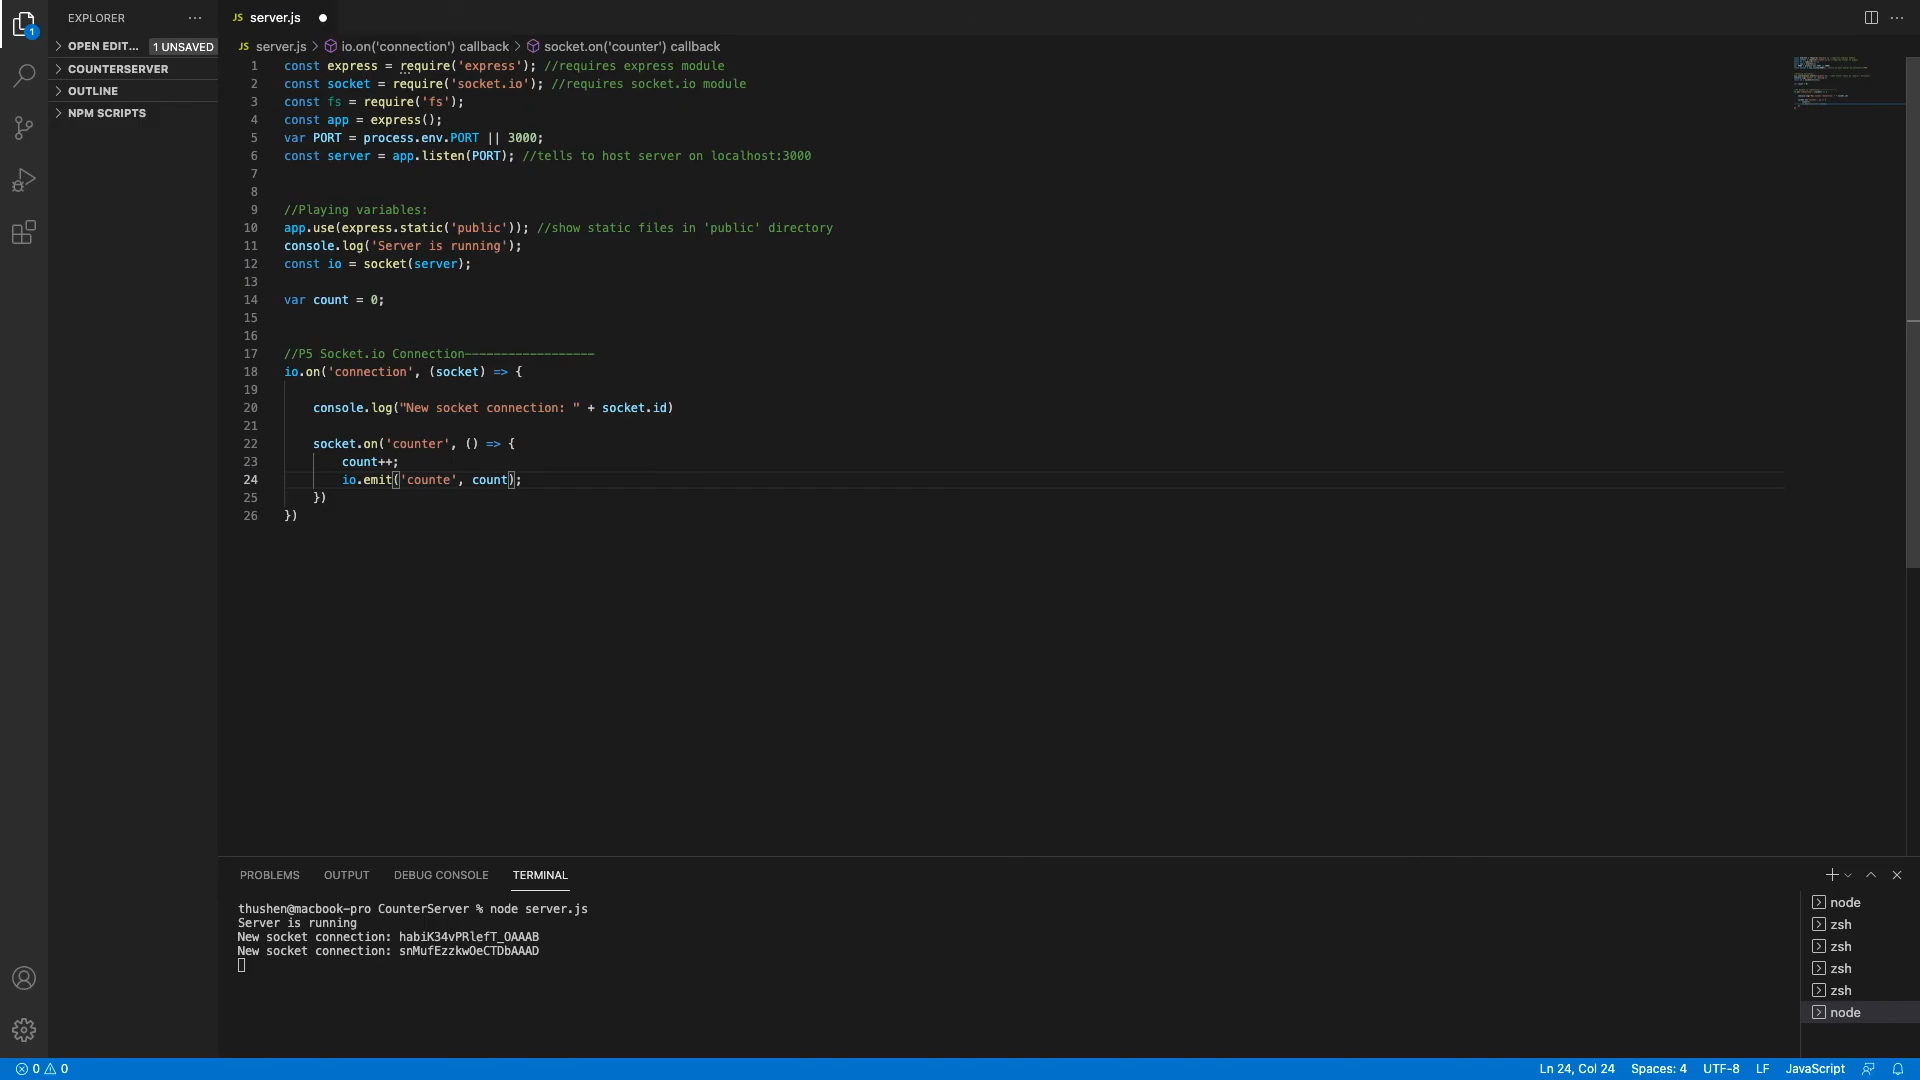 EXPLORER
JS server.js
1
OPEN EDIT... 1 UNSAVED
COUNTERSERVER
OUTLINE
NPM SCRIPTS
JS server.js > io.on('connection') callback > socket.on('counter') callback
1 const express = require('express'); //requires express module
2 const socket = require('socket.io'); //requires socket.io module
3 const fs = require('fs');
4 const app = express();
5 var PORT = process.env.PORT || 3000;
6 const server = app.listen(PORT); //tells to host server on localhost:3000
7
8
9 //Playing variables:
10 app.use(express.static('public')); //show static files in 'public' directory
11 console.log('Server is running');
12 const io = socket(server);
13
14 var count = 0;
15
16
17 //P5 Socket.io Connection------------------
18 io.on('connection', (socket) => {
19
20 console.log("New socket connection: " + socket.id)
21
22 socket.on('counter', () => {
23 count++;
24 io.emit('counte', count);
25 })
26 })
PROBLEMS OUTPUT DEBUG CONSOLE TERMINAL
thushen@macbook-pro CounterServer % node server.js
Server is running
New socket connection: habiK34vPRlefT_OAAAB
New socket connection: snMufEzzkwOeCTDbAAAD
node
zsh
zsh
zsh
zsh
node
0 0 Ln 24, Col 24 Spaces: 4 UTF-8 LF JavaScript